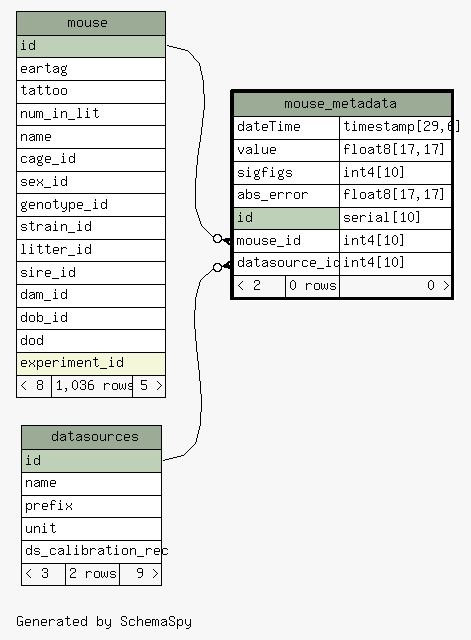 mouse
id
eartag
tattoo
num_in_lit
name
cage_id
sex_id
genotype_id
strain_id
litter_id
sire_id
dam_id
dob_id
dod
experiment_id
< 8 1,036 rows 5 >
mouse_metadata
dateTime timestamp[29,6]
value float8[17,17]
sigfigs int4[10]
abs_error float8[17,17]
id serial[10]
mouse_id int4[10]
datasource_id int4[10]
< 2 0 rows 0 >
datasources
id
name
prefix
unit
ds_calibration_rec
< 3 2 rows 9 >
Generated by SchemaSpy